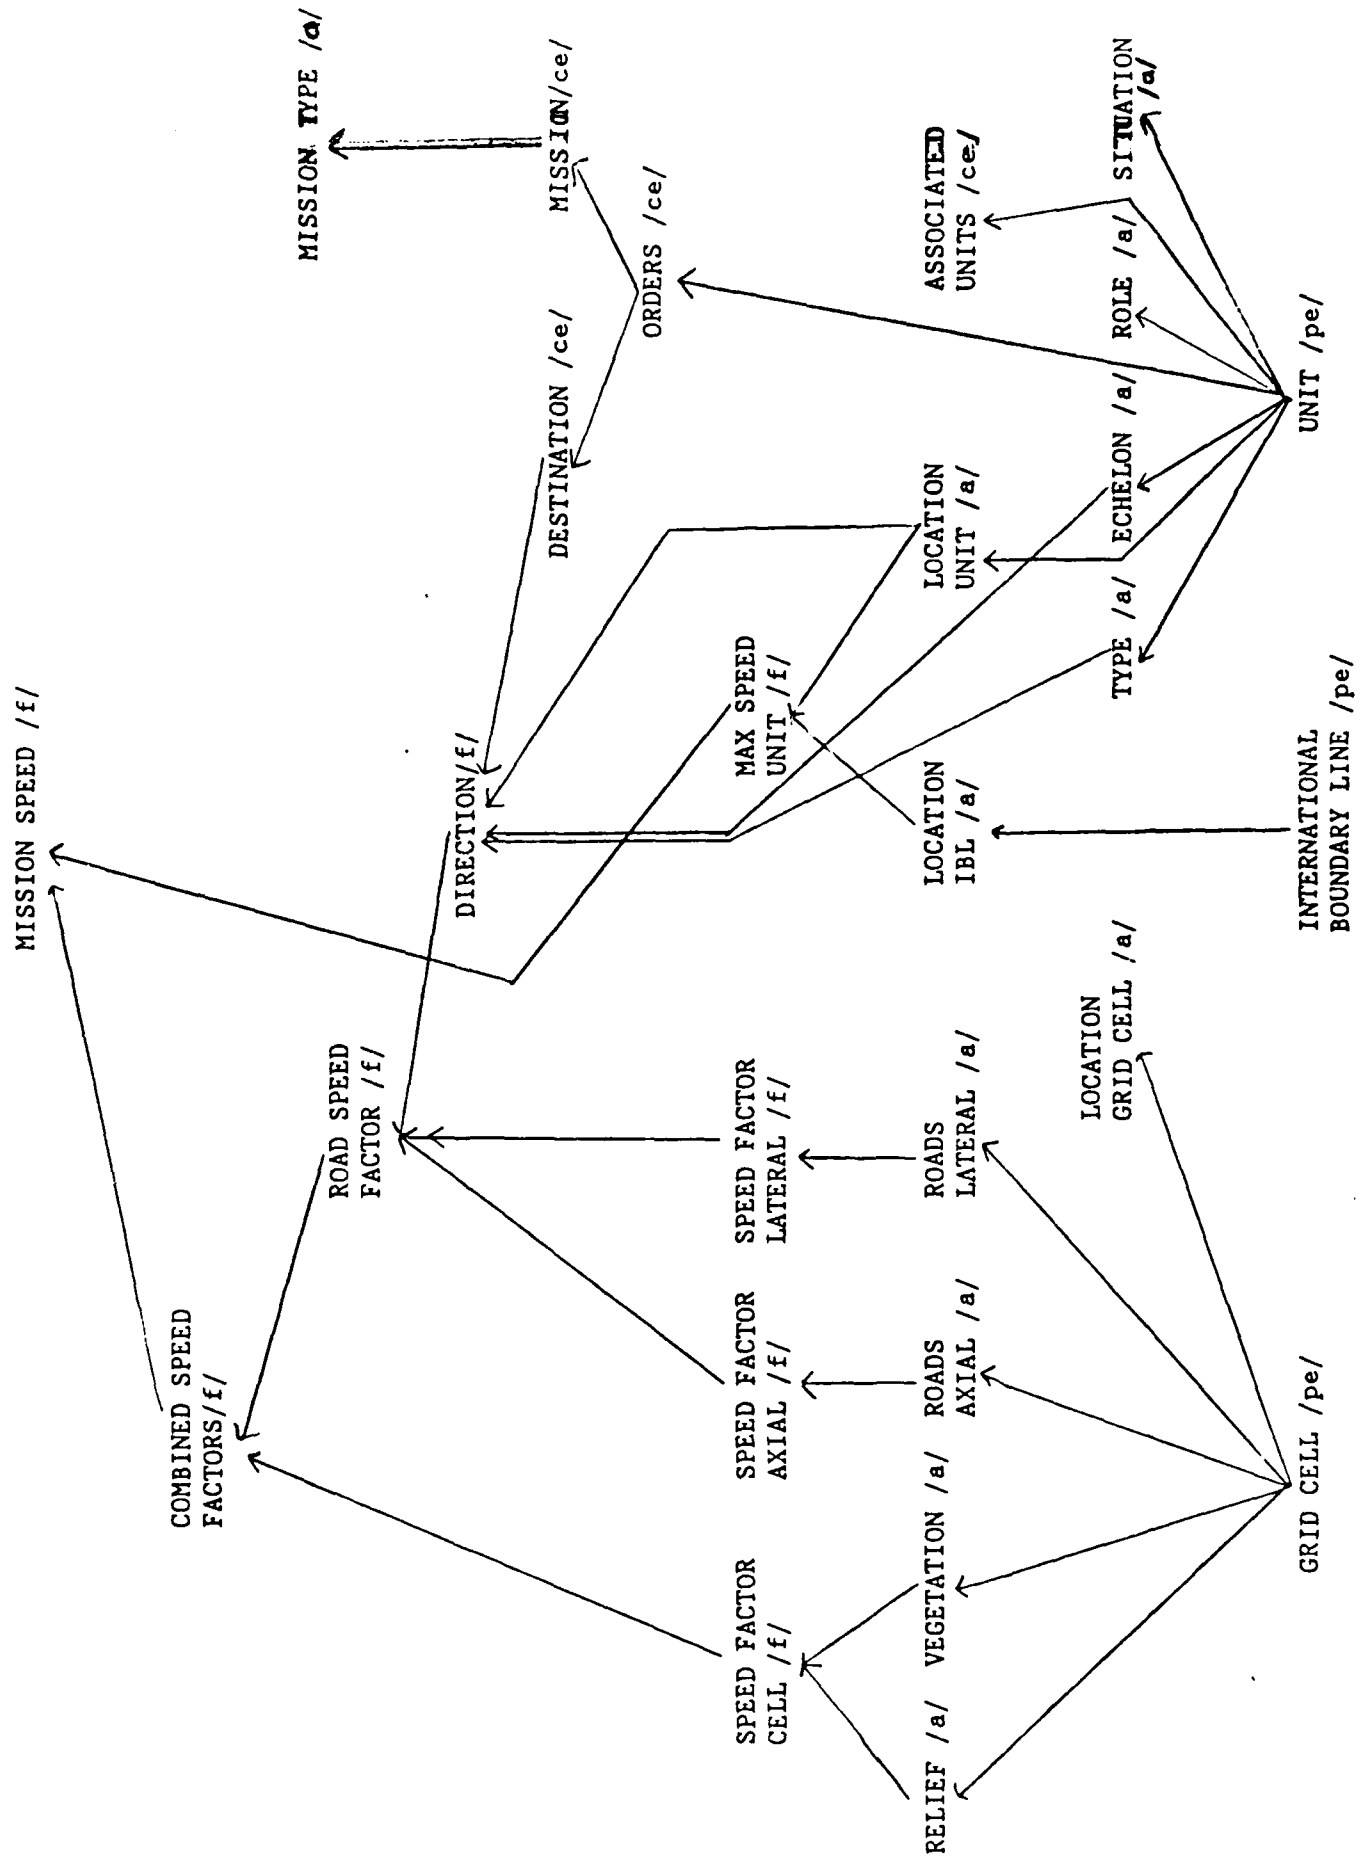 MISSION SPEED /f/
COMBINED SPEED
FACTORS/f/
MISSION TYPE /a/
ROAD SPEED
FACTOR /f/
DIRECTION/f/
DESTINATION /ce/
MISSION/ce/
ORDERS /ce/
SPEED FACTOR
CELL /f/
SPEED FACTOR
AXIAL /f/
SPEED FACTOR
LATERAL /f/
MAX SPEED
UNIT /f/
RELIEF /a/
VEGETATION /a/
ROADS
AXIAL /a/
ROADS
LATERAL /a/
LOCATION
IBL /a/
LOCATION
UNIT /a/
ASSOCIATED
UNITS /ce/
LOCATION
GRID CELL /a/
TYPE /a/
ECHELON /a/
ROLE /a/
SITUATION
/a/
GRID CELL /pe/
INTERNATIONAL
BOUNDARY LINE /pe/
UNIT /pe/